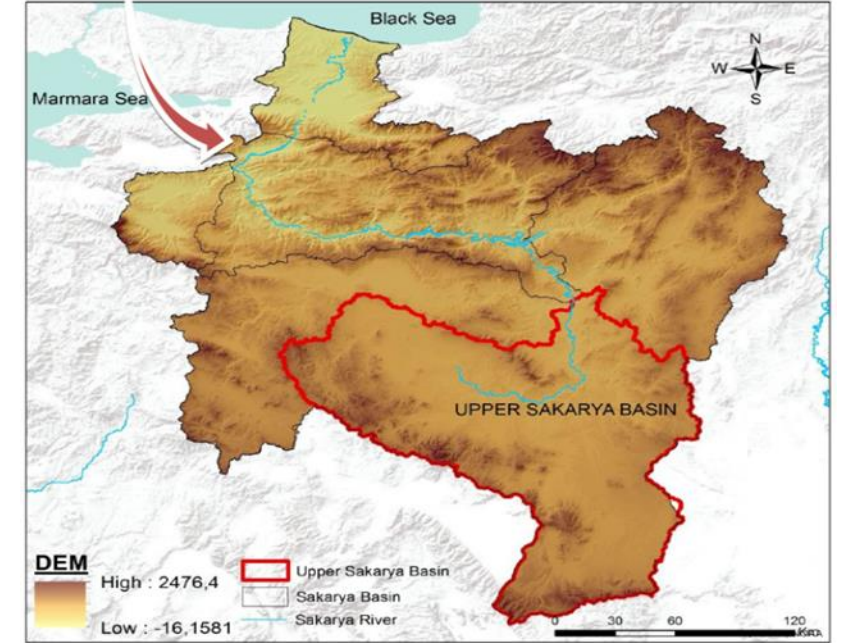 Black Sea
N
W E
S
Marmara Sea
UPPER SAKARYA BASIN
DEM
High : 2476,4
Low : -16,1581
Upper Sakarya Basin
Sakarya Basin
Sakarya River
0 30 60 120
Km